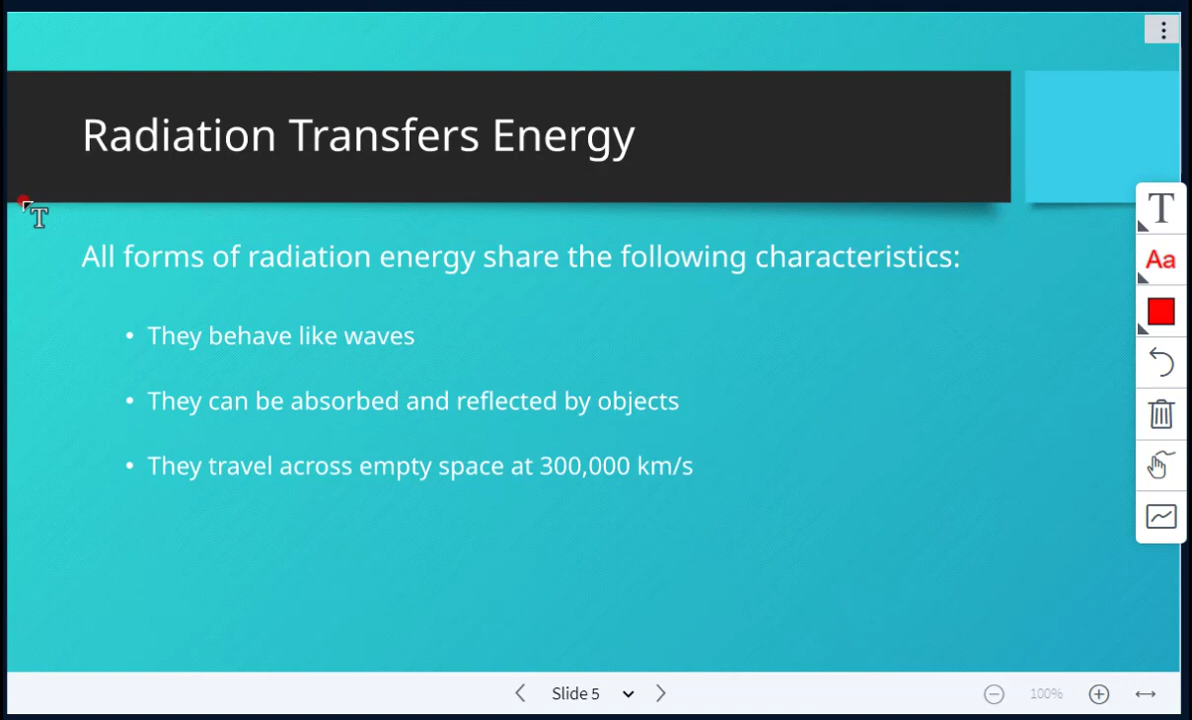 Radiation Transfers Energy
T
All forms of radiation energy share the following characteristics:
• They behave like waves
• They can be absorbed and reflected by objects
• They travel across empty space at 300,000 km/s
T
Aa
Slide 5
100%